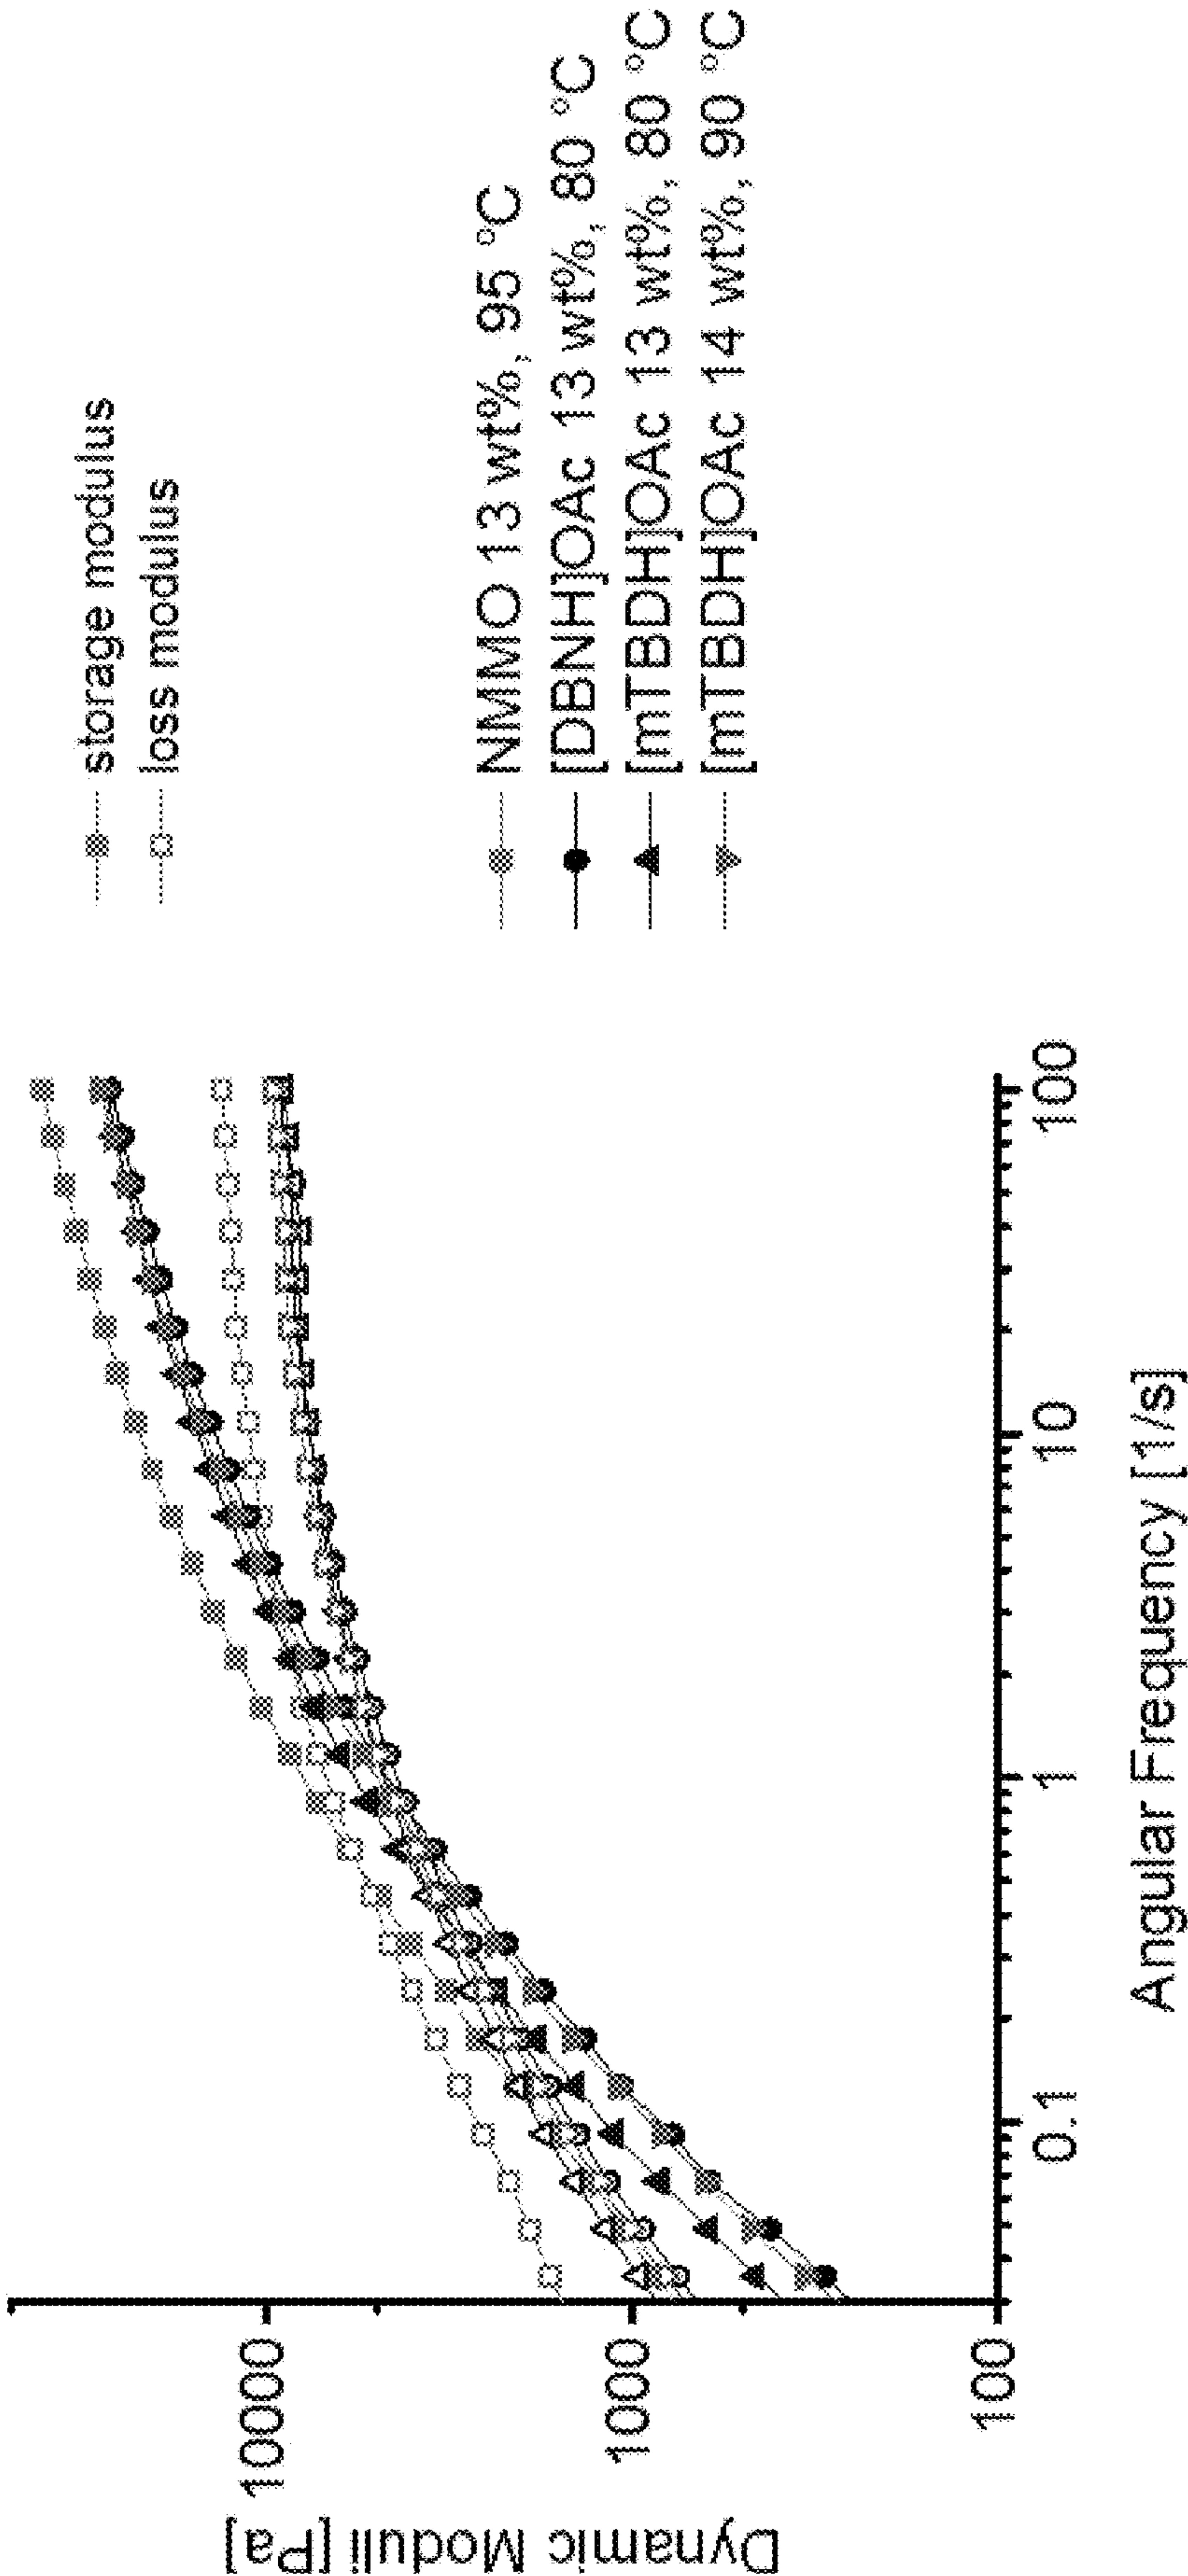 storage modulus
loss modulus
NMMO 13 wt%, 95 °C
[DBNH]OAc 13 wt%, 80 °C
[mTBDH]OAc 13 wt%, 80 °C
[mTBDH]OAc 14 wt%, 90 °C
Dynamic Moduli [Pa]
10000
1000
100
0.1
1
10
100
Angular Frequency [1/s]